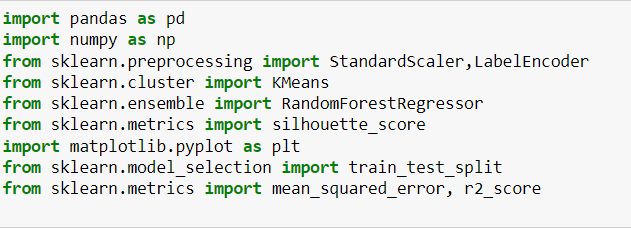 import pandas as pd
import numpy as np
from sklearn.preprocessing import StandardScaler,LabelEncoder
from sklearn.cluster import KMeans
from sklearn.ensemble import RandomForestRegressor
from sklearn.metrics import silhouette_score
import matplotlib.pyplot as plt
from sklearn.model_selection import train_test_split
from sklearn.metrics import mean_squared_error, r2_score